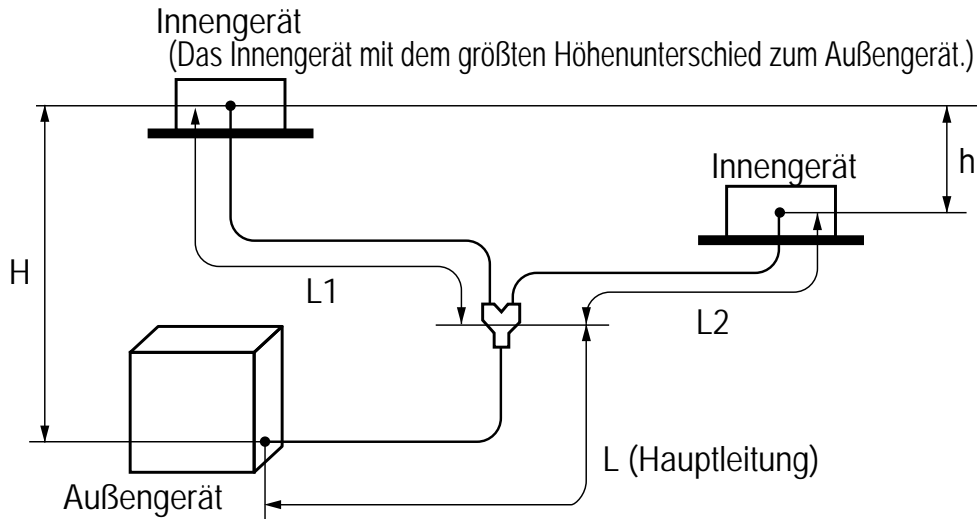 Innengerät
(Das Innengerät mit dem größten Höhenunterschied zum Außengerät.)
h
Innengerät
H
L1
L2
L (Hauptleitung)
Außengerät